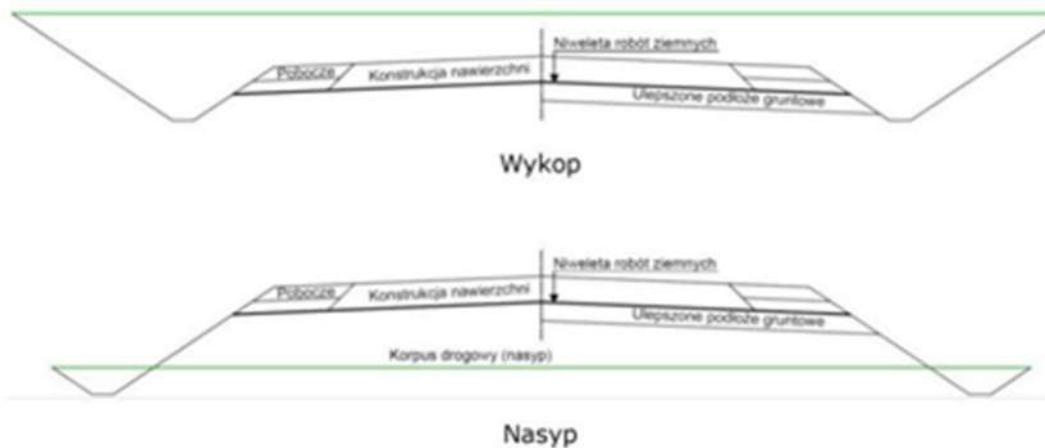 Niweleta robót ziemnych
Pobocze
Konstrukcja nawierzchni
Ulepszone podłoże gruntowe
Wykop
Niweleta robót ziemnych
Pobocze
Konstrukcja nawierzchni
Ulepszone podłoże gruntowe
Korpus drogowy (nasyp)
Nasyp